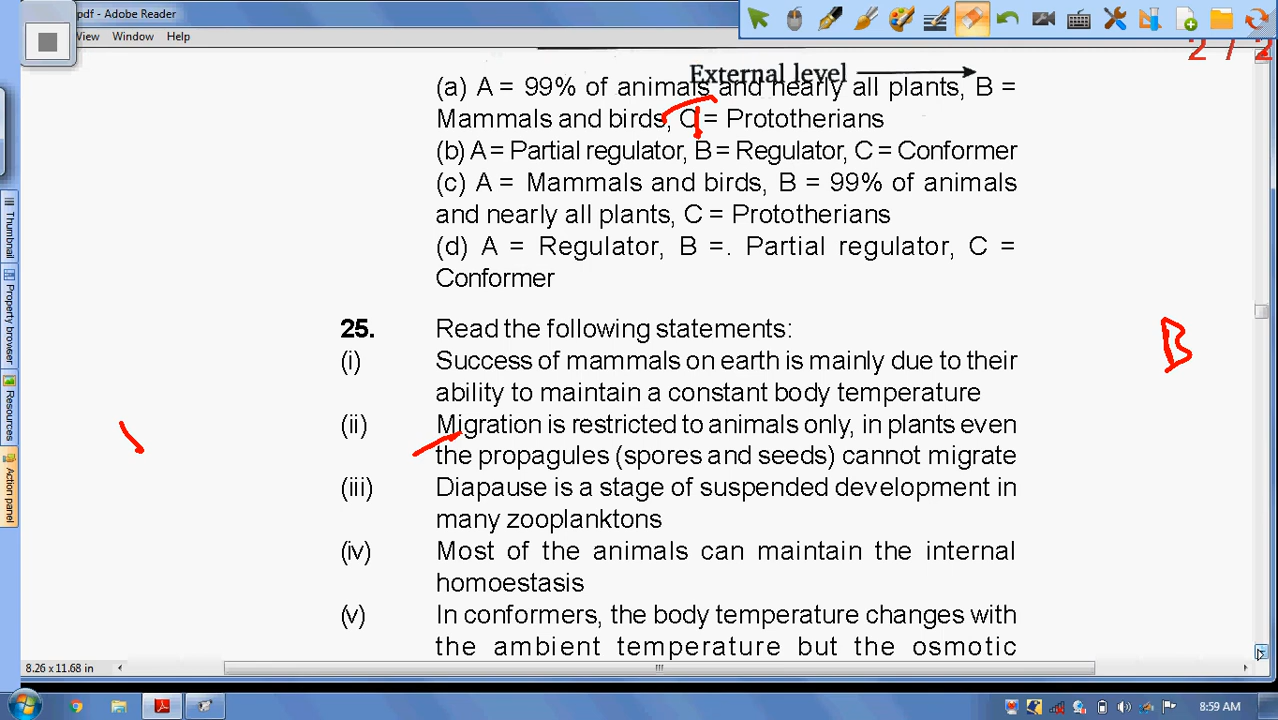 .pdf - Adobe Reader
View Window Help
2 7 2
External level
(a) A = 99% of animals and nearly all plants, B =
Mammals and birds, C = Prototherians
(b) A = Partial regulator, B = Regulator, C = Conformer
(c) A = Mammals and birds, B = 99% of animals
and nearly all plants, C = Prototherians
(d) A = Regulator, B =. Partial regulator, C =
Conformer
25. Read the following statements:
B
(i) Success of mammals on earth is mainly due to their
ability to maintain a constant body temperature
(ii) Migration is restricted to animals only, in plants even
the propagules (spores and seeds) cannot migrate
(iii) Diapause is a stage of suspended development in
many zooplanktons
(iv) Most of the animals can maintain the internal
homoestasis
(v) In conformers, the body temperature changes with
the ambient temperature but the osmotic
Thumbnail
Property browser
Resources
Action panel
8.26 x 11.68 in
8:59 AM